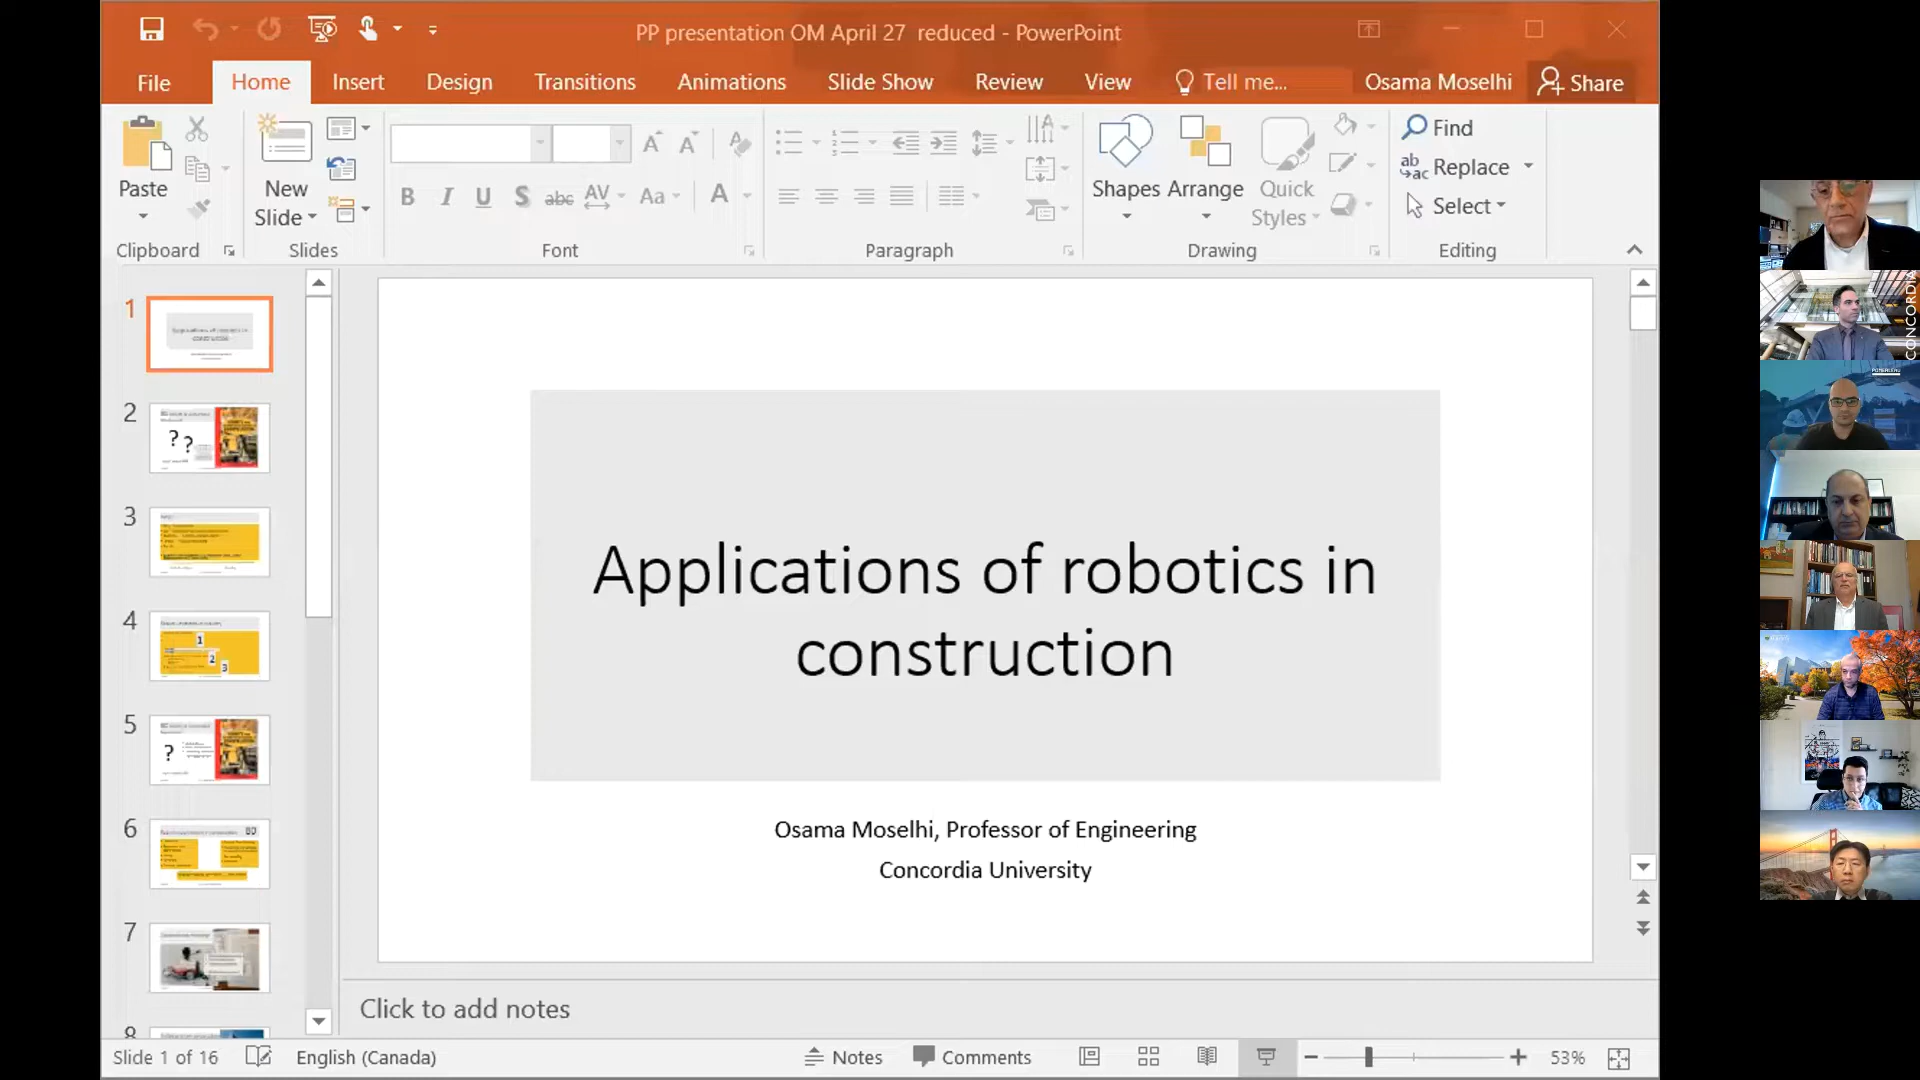 PP presentation OM April 27 reduced - PowerPoint
File
Home
Insert
Design
Transitions
Animations
Slide Show
Review
View
Tell me...
Osama Moselhi
Share
Paste
New
Slide
Shapes
Arrange
Quick
Styles
Find
Replace
Select
Clipboard
Slides
Font
Paragraph
Drawing
Editing
1
2
3
4
5
6
7
8
Applications of robotics in
construction
Osama Moselhi, Professor of Engineering
Concordia University
Click to add notes
Slide 1 of 16
English (Canada)
Notes
Comments
53%
CONCORDIA
POMERLEAU